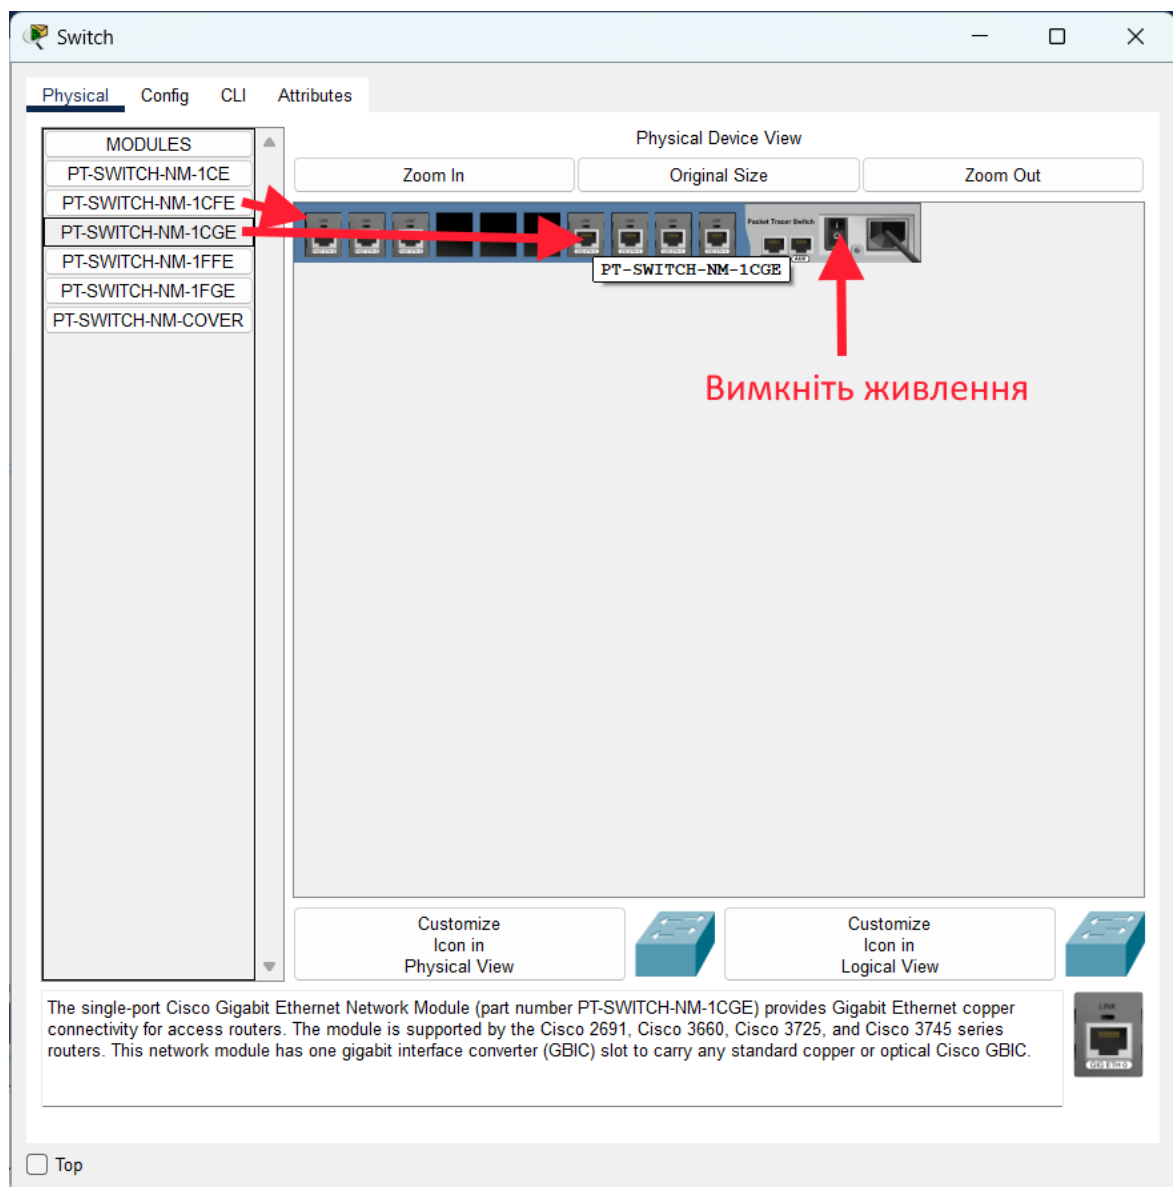 Switch
Physical Config CLI Attributes
MODULES
PT-SWITCH-NM-1CE
PT-SWITCH-NM-1CFE
PT-SWITCH-NM-1CGE
PT-SWITCH-NM-1FFE
PT-SWITCH-NM-1FGE
PT-SWITCH-NM-COVER
Physical Device View
Zoom In Original Size Zoom Out
Packet Tracer Switch
AUX
PT-SWITCH-NM-1CGE
Вимкніть живлення
Customize
Icon in
Physical View
Customize
Icon in
Logical View
The single-port Cisco Gigabit Ethernet Network Module (part number PT-SWITCH-NM-1CGE) provides Gigabit Ethernet copper
connectivity for access routers. The module is supported by the Cisco 2691, Cisco 3660, Cisco 3725, and Cisco 3745 series
routers. This network module has one gigabit interface converter (GBIC) slot to carry any standard copper or optical Cisco GBIC.
LINK
GIG ETH 0
Top